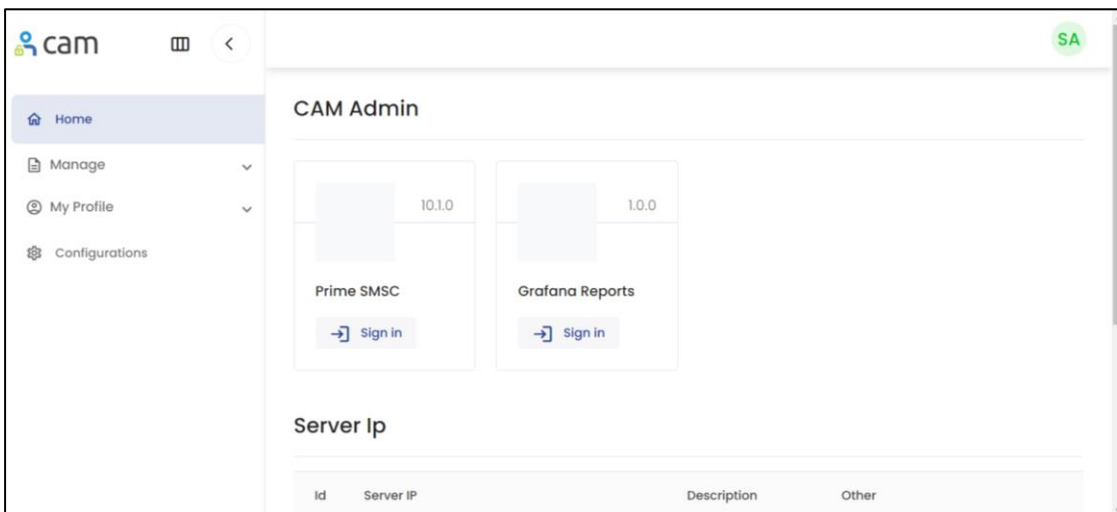 cam
SA
Home
Manage
My Profile
Configurations
CAM Admin
10.1.0
1.0.0
Prime SMSC
Grafana Reports
Sign in
Sign in
Server Ip
Id Server IP Description Other